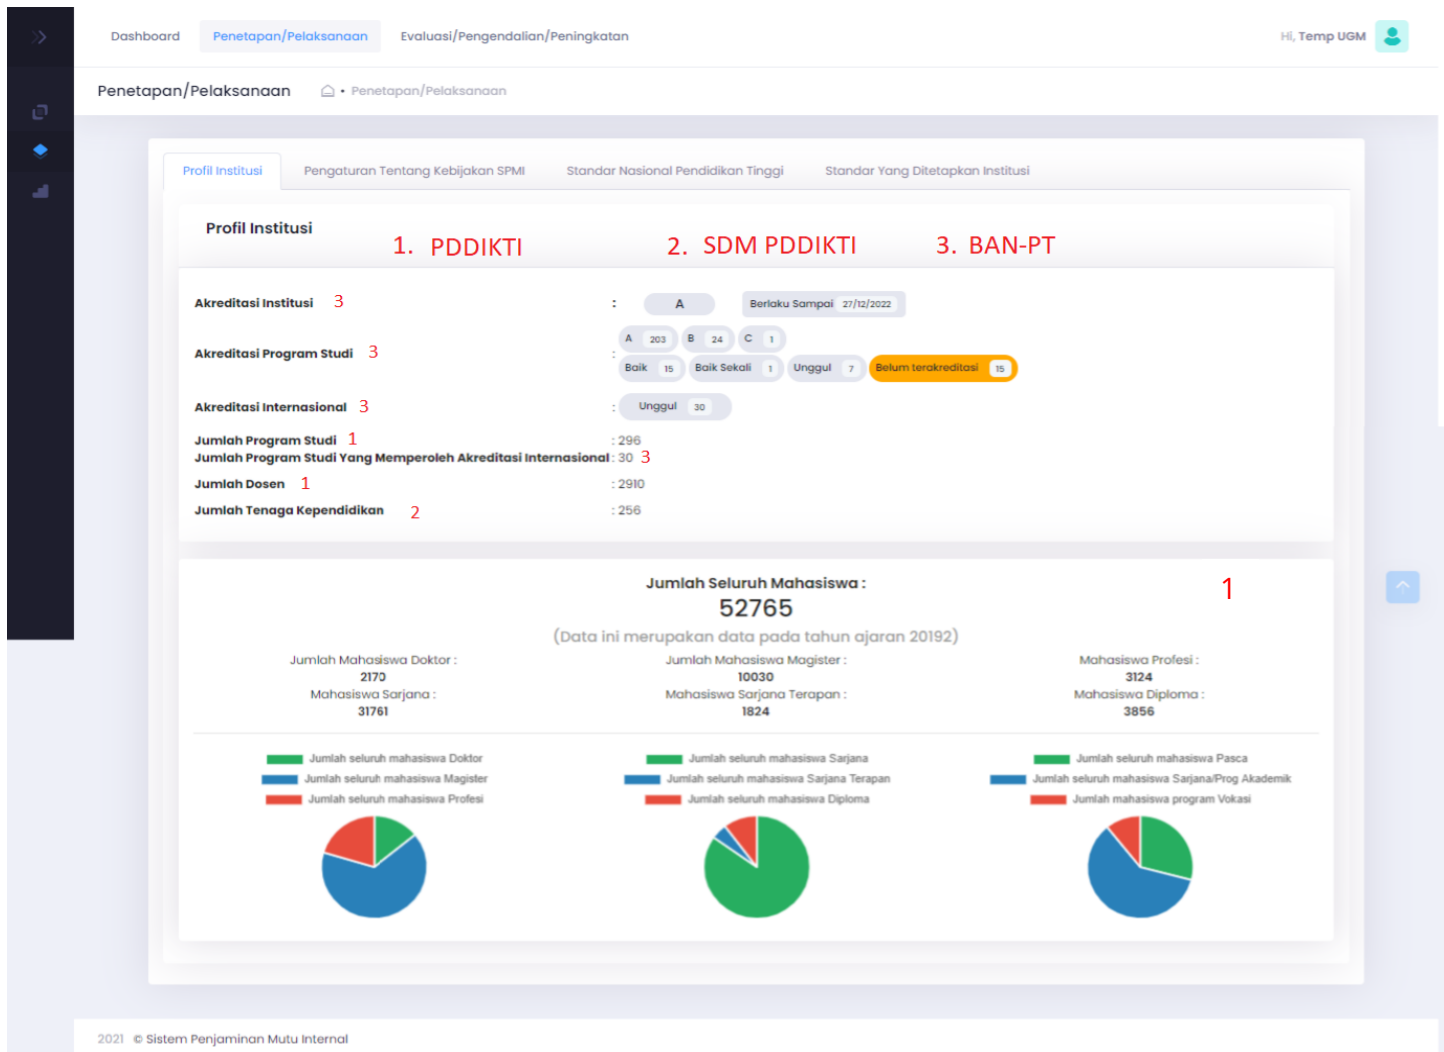 Dashboard Penetapan/Pelaksanaan Evaluasi/Pengendalian/Peningkatan Hi, Temp UGM
Penetapan/Pelaksanaan • Penetapan/Pelaksanaan
Profil Institusi Pengaturan Tentang Kebijakan SPMI Standar Nasional Pendidikan Tinggi Standar Yang Ditetapkan Institusi
Profil Institusi
1. PDDIKTI 2. SDM PDDIKTI 3. BAN-PT
Akreditasi Institusi 3 : A Berlaku Sampai 27/12/2022
A 203 B 24 C 1
Akreditasi Program Studi 3 :
Baik 15 Baik Sekali 1 Unggul 7 Belum terakreditasi 15
Akreditasi Internasional 3 : Unggul 30
Jumlah Program Studi 1 : 296
Jumlah Program Studi Yang Memperoleh Akreditasi Internasional : 30 3
Jumlah Dosen 1 : 2910
Jumlah Tenaga Kependidikan 2 : 256
Jumlah Seluruh Mahasiswa : 1
52765
(Data ini merupakan data pada tahun ajaran 20192)
Jumlah Mahasiswa Doktor : Jumlah Mahasiswa Magister : Mahasiswa Profesi :
2170 10030 3124
Mahasiswa Sarjana : Mahasiswa Sarjana Terapan : Mahasiswa Diploma :
31761 1824 3856
Jumlah seluruh mahasiswa Doktor Jumlah seluruh mahasiswa Sarjana Jumlah seluruh mahasiswa Pasca
Jumlah seluruh mahasiswa Magister Jumlah seluruh mahasiswa Sarjana Terapan Jumlah seluruh mahasiswa Sarjana/Prog Akademik
Jumlah seluruh mahasiswa Profesi Jumlah seluruh mahasiswa Diploma Jumlah mahasiswa program Vokasi
2021 © Sistem Penjaminan Mutu Internal